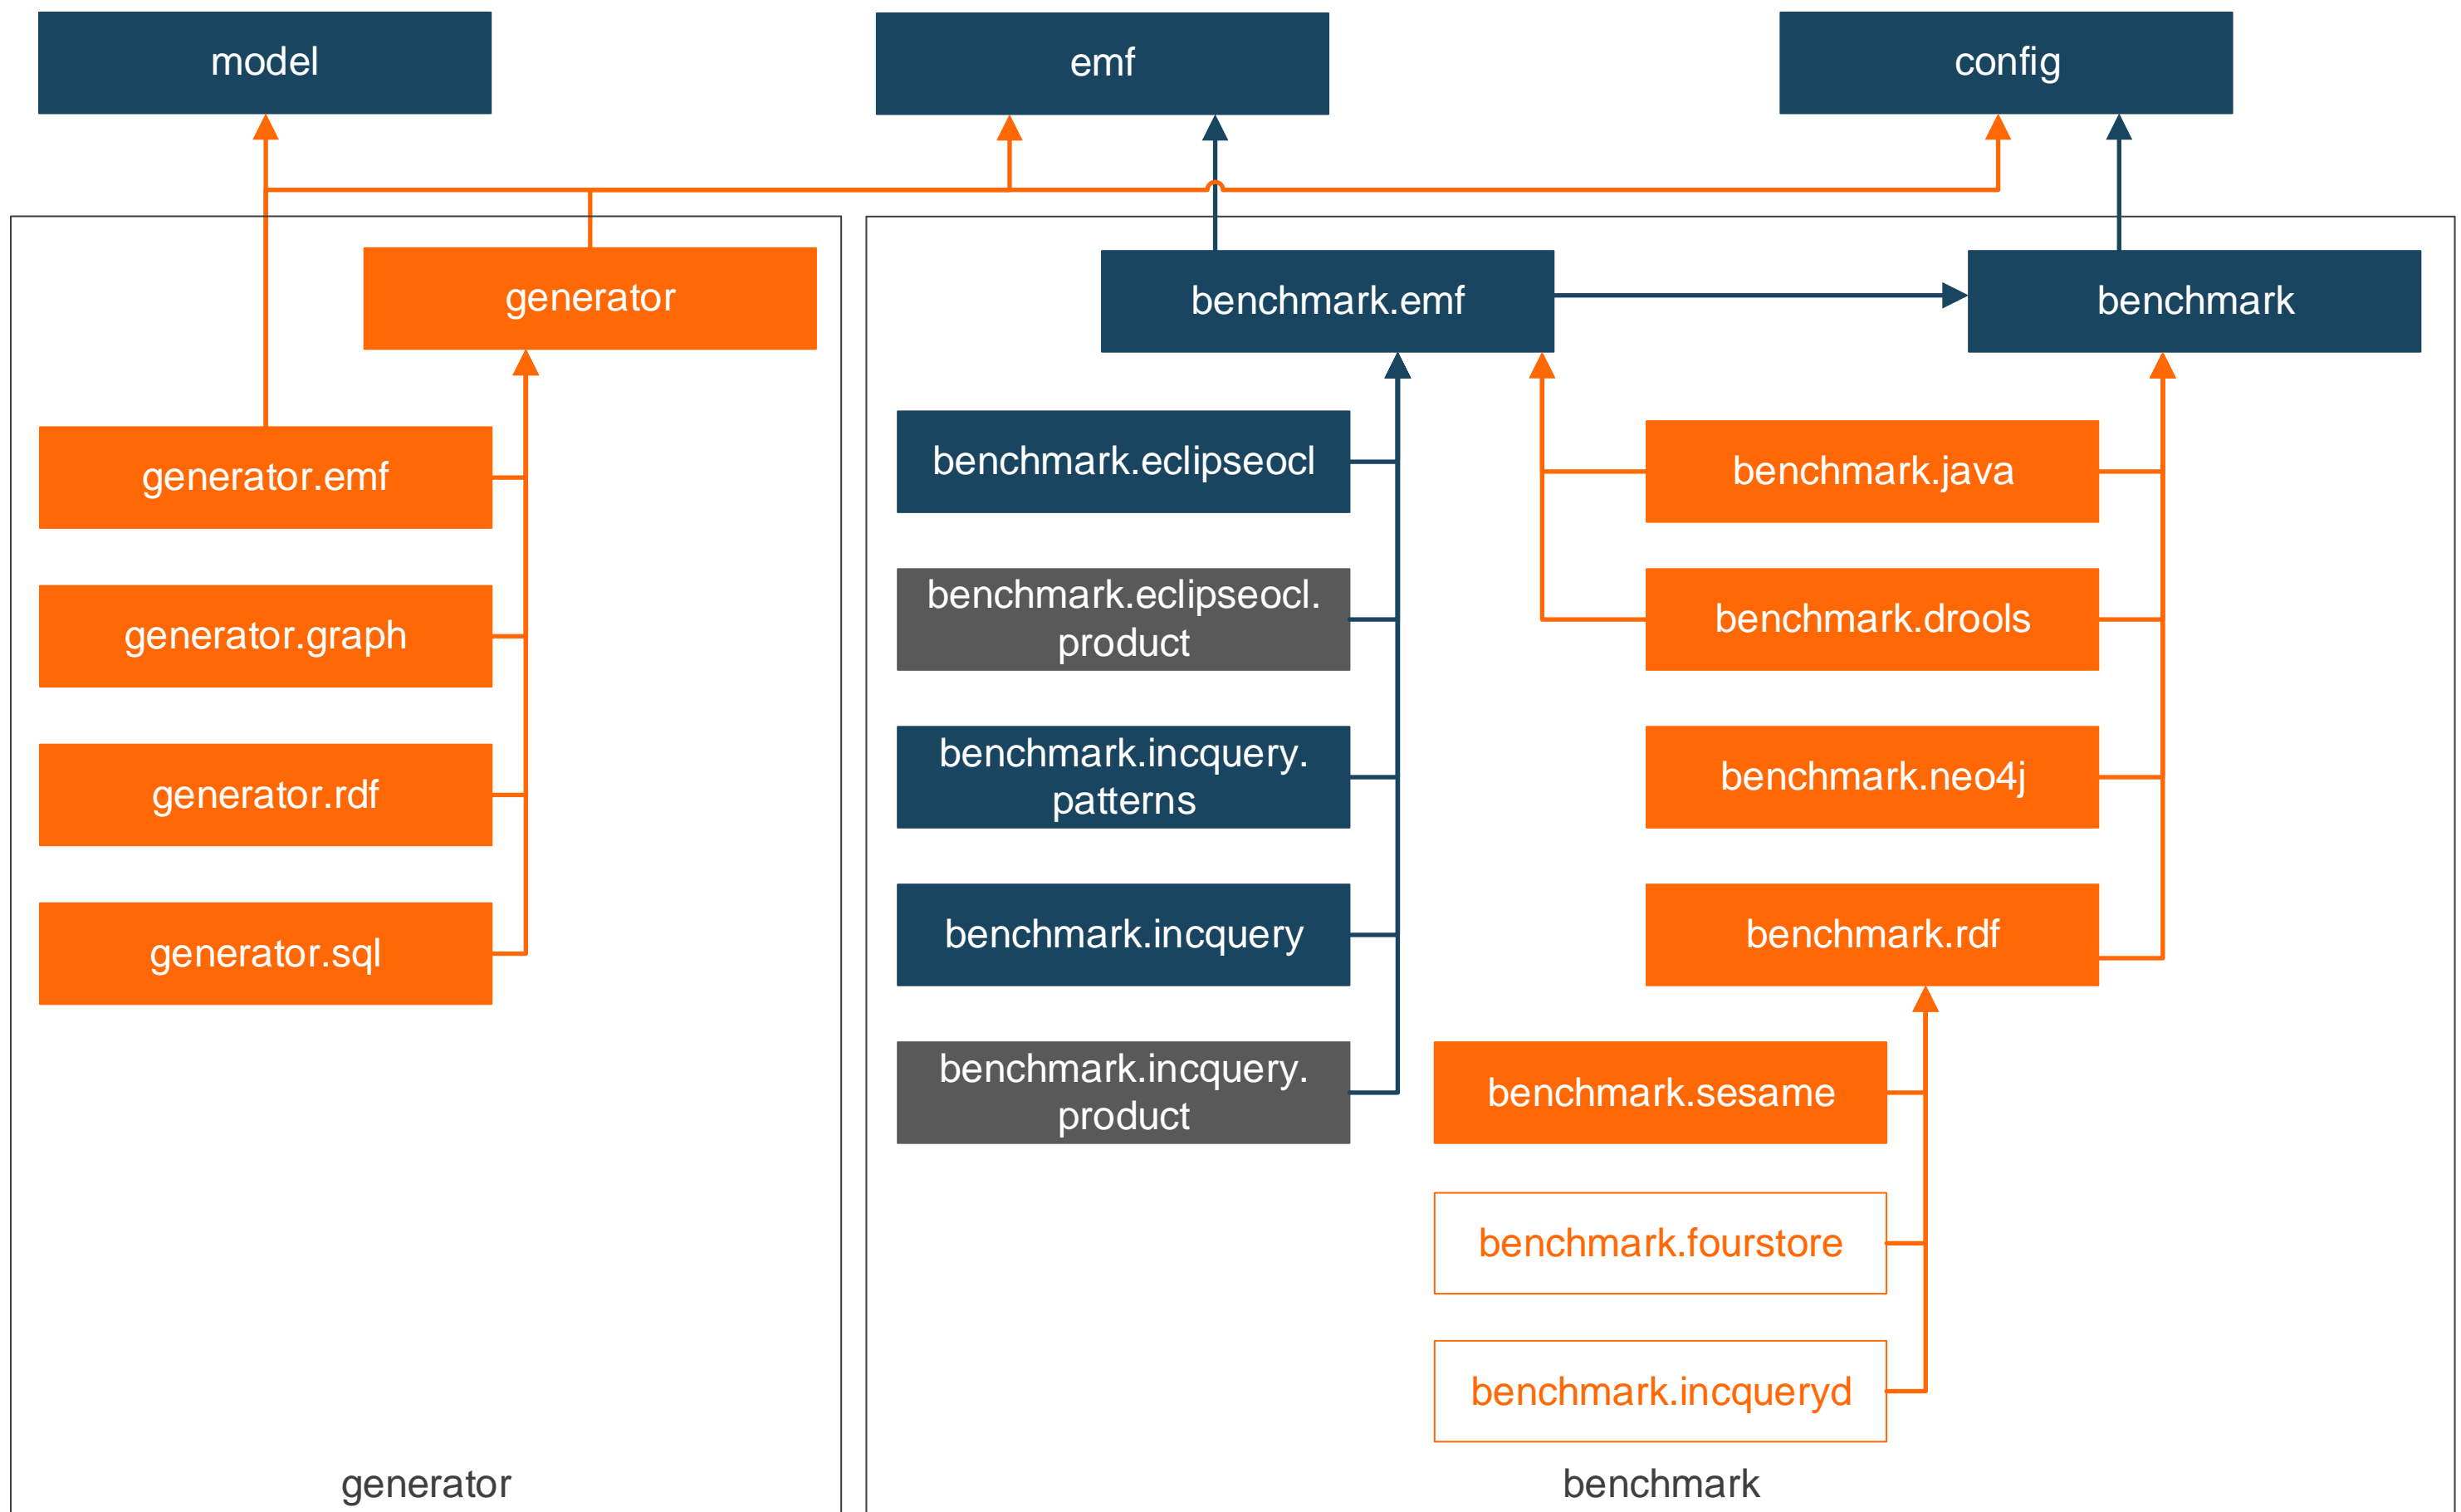 model
emf
config
generator
benchmark.emf
benchmark
generator.emf
generator.graph
generator.rdf
generator.sql
benchmark.eclipseocl
benchmark.eclipseocl.
product
benchmark.incquery.
patterns
benchmark.incquery
benchmark.incquery.
product
benchmark.java
benchmark.drools
benchmark.neo4j
benchmark.rdf
benchmark.sesame
benchmark.fourstore
benchmark.incqueryd
generator
benchmark